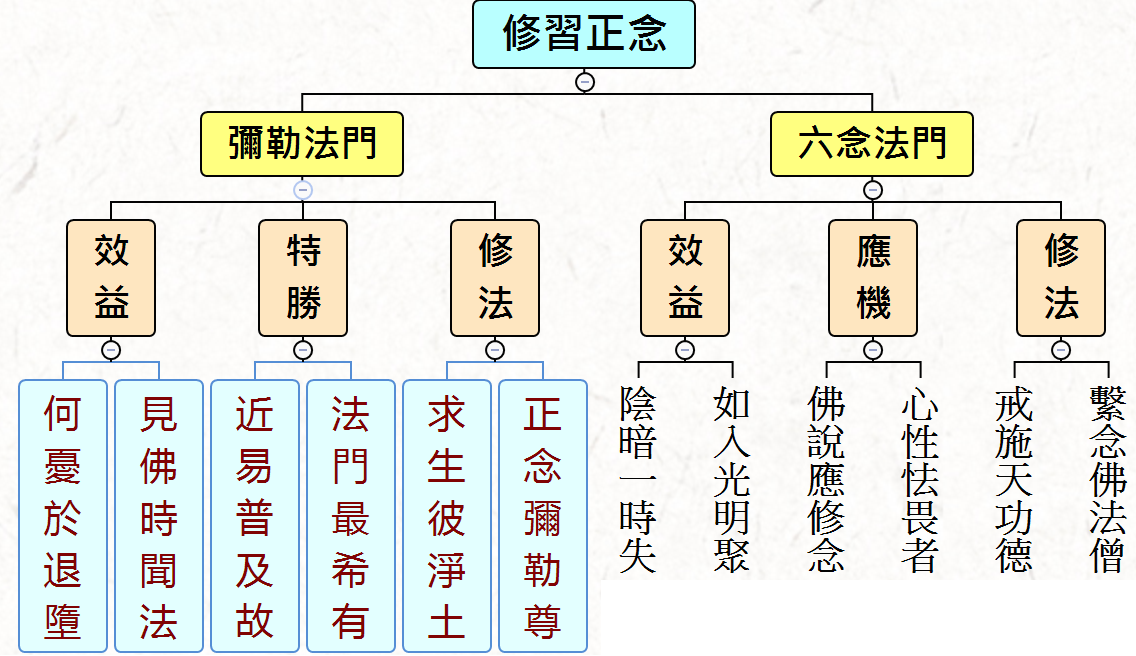 修習正念
六念法門
修法
繫念佛法僧
戒施天功德
應機
心性怯畏者
佛說應修念
效益
如入光明聚
陰暗一時失
彌勒法門
修法
正念彌勒尊
求生彼淨土
特勝
法門最希有
近易普及故
效益
見佛時聞法
何憂於退墮